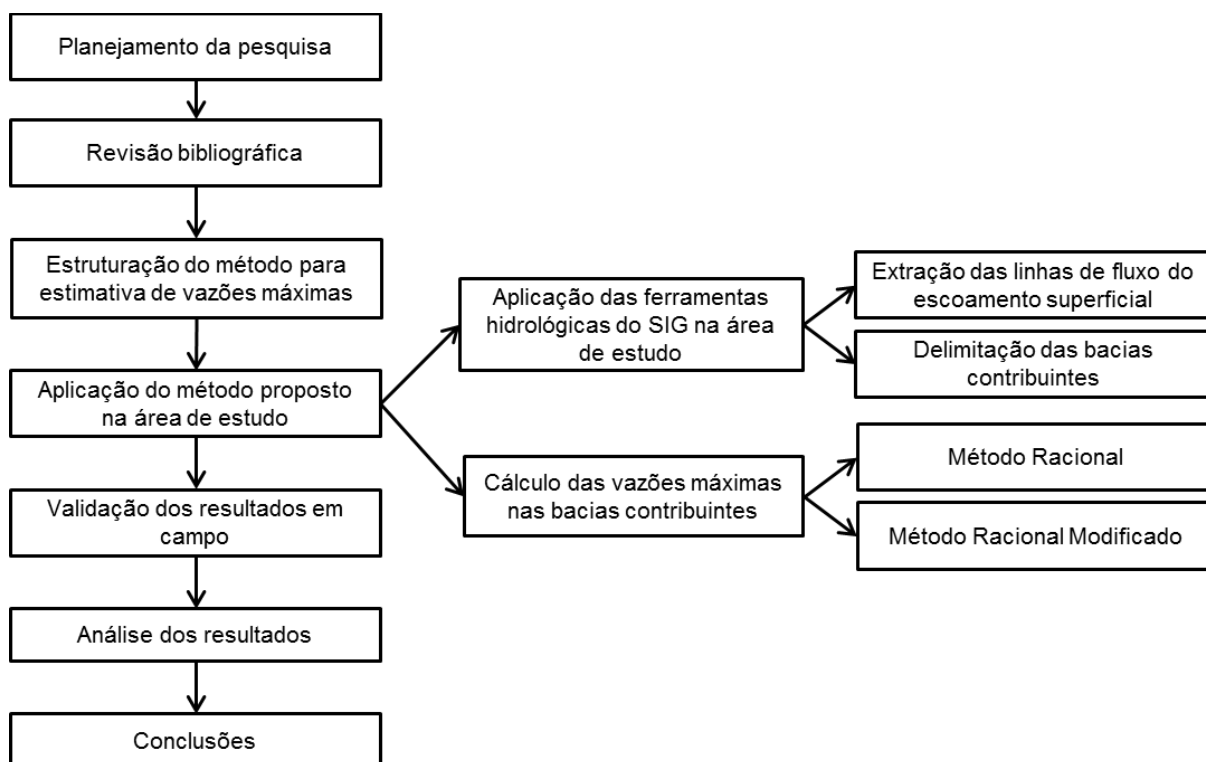 Planejamento da pesquisa
Revisão bibliográfica
Estruturação do método para
estimativa de vazões máximas
Aplicação do método proposto
na área de estudo
Validação dos resultados em
campo
Análise dos resultados
Conclusões
Aplicação das ferramentas
hidrológicas do SIG na área
de estudo
Cálculo das vazões máximas
nas bacias contribuintes
Extração das linhas de fluxo do
escoamento superficial
Delimitação das bacias
contribuintes
Método Racional
Método Racional Modificado